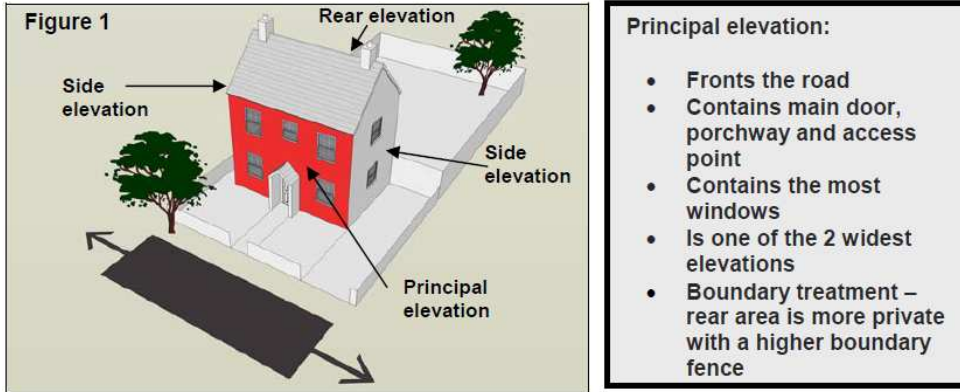 Figure 1
Rear elevation
Side
elevation
Side
elevation
Principal
elevation
Principal elevation:
• Fronts the road
• Contains main door,
porchway and access
point
• Contains the most
windows
• Is one of the 2 widest
elevations
• Boundary treatment –
rear area is more private
with a higher boundary
fence